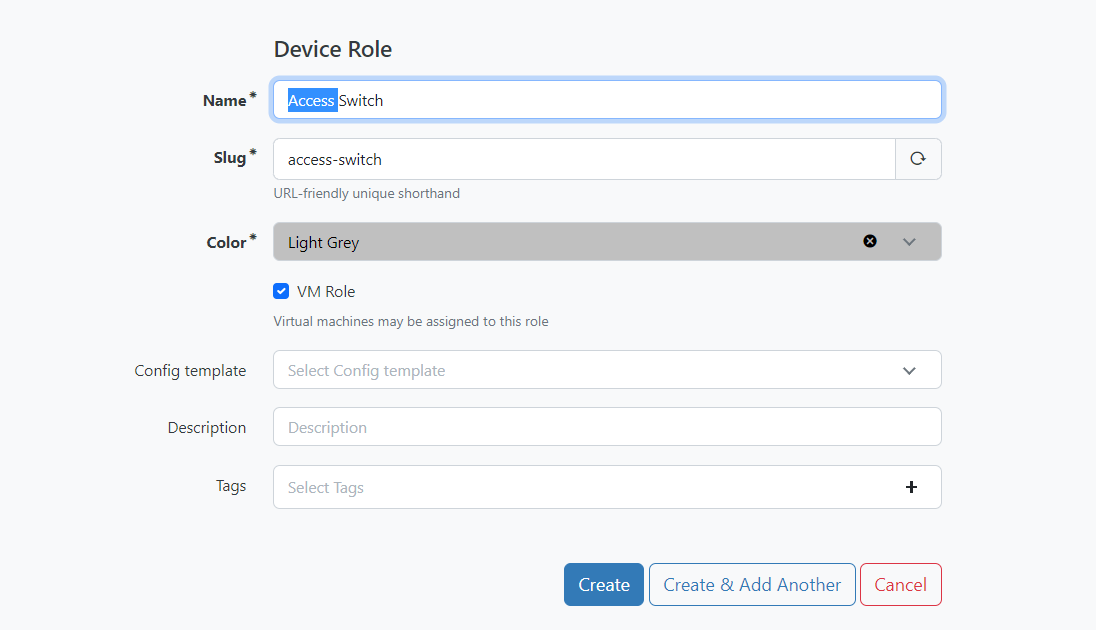 Device Role
Name*
Access Switch
Slug*
access-switch
URL-friendly unique shorthand
Color*
Light Grey
VM Role
Virtual machines may be assigned to this role
Config template
Select Config template
Description
Description
Tags
Select Tags
Create Create & Add Another Cancel